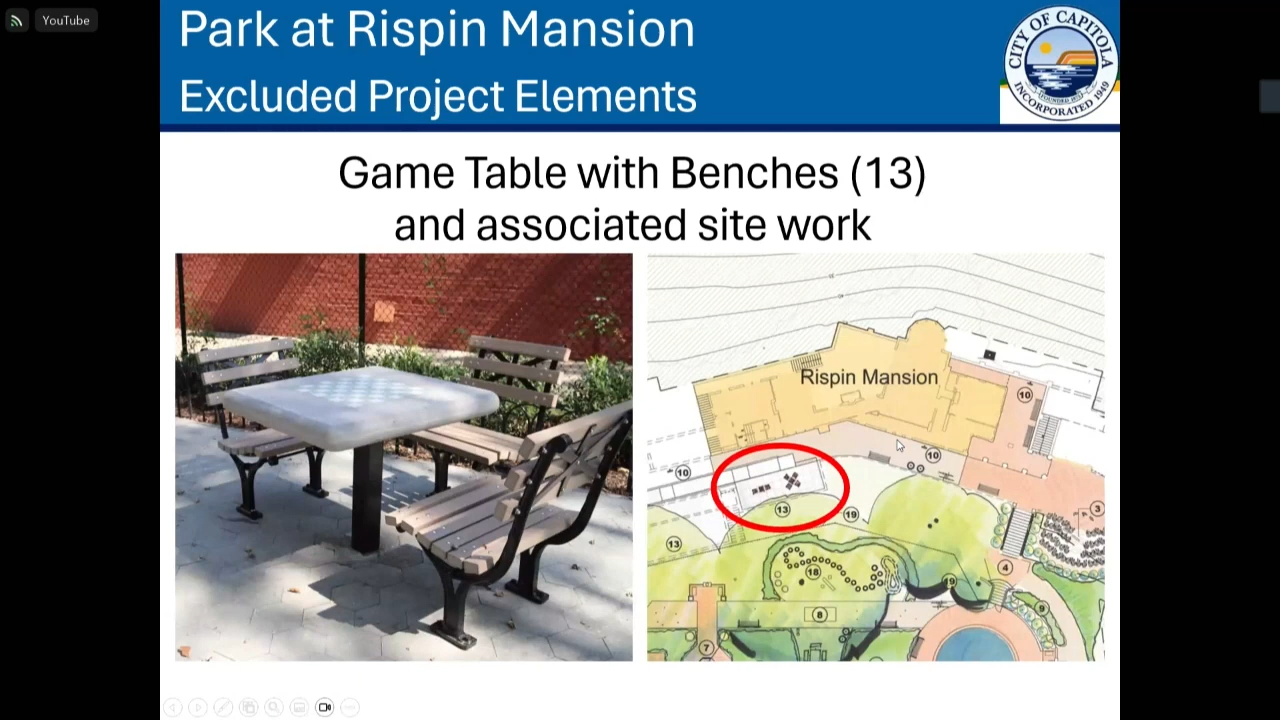 YouTube
Park at Rispin Mansion
Excluded Project Elements
CITY OF CAPITOLA
INCORPORATED 1949
Game Table with Benches (13)
and associated site work
Rispin Mansion
10
10
10
13
19
3
13
18
19
4
9
8
7